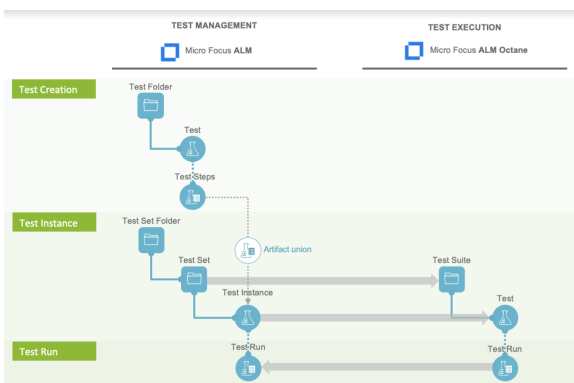 TEST MANAGEMENT
TEST EXECUTION
Micro Focus ALM
Micro Focus ALM Octane
Test Creation
Test Folder
Test
Test Steps
Test Instance
Test Set Folder
Artifact union
Test Set
Test Suite
Test Instance
Test
Test Run
Test Run
Test Run